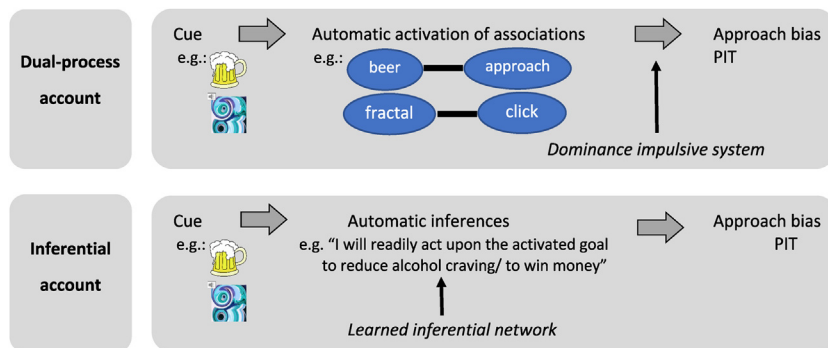 Dual-process
account
Cue
e.g.:
Automatic activation of associations
e.g.:
beer
approach
fractal
click
Approach bias
PIT
Dominance impulsive system
Inferential
account
Cue
e.g.:
Automatic inferences
e.g. “I will readily act upon the activated goal
to reduce alcohol craving/ to win money”
Learned inferential network
Approach bias
PIT